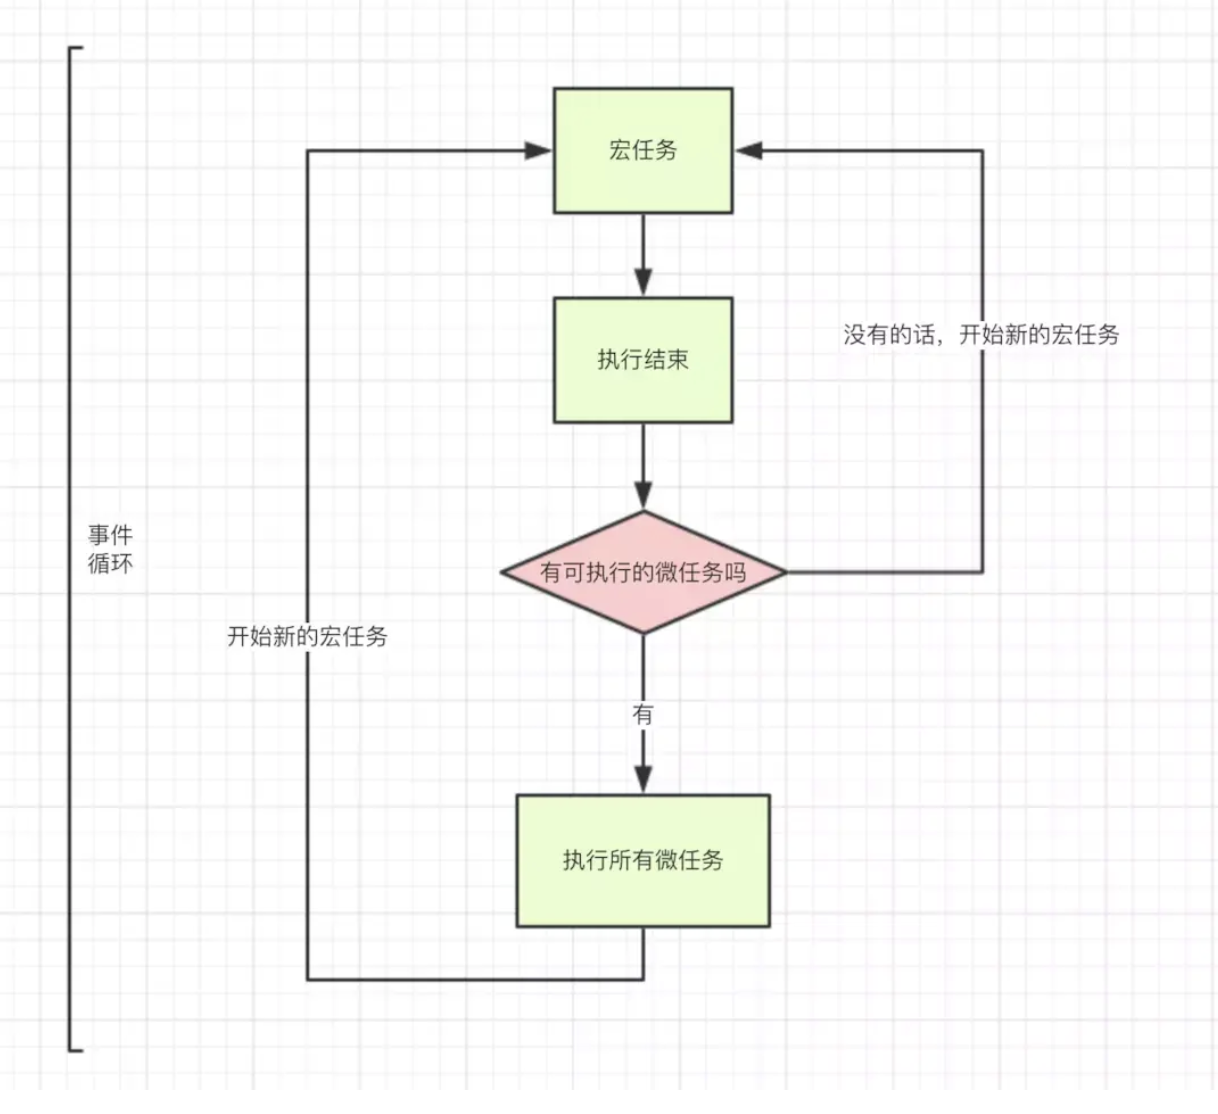 宏任务
执行结束
没有的话，开始新的宏任务
事件
循环
有可执行的微任务吗
开始新的宏任务
有
执行所有微任务